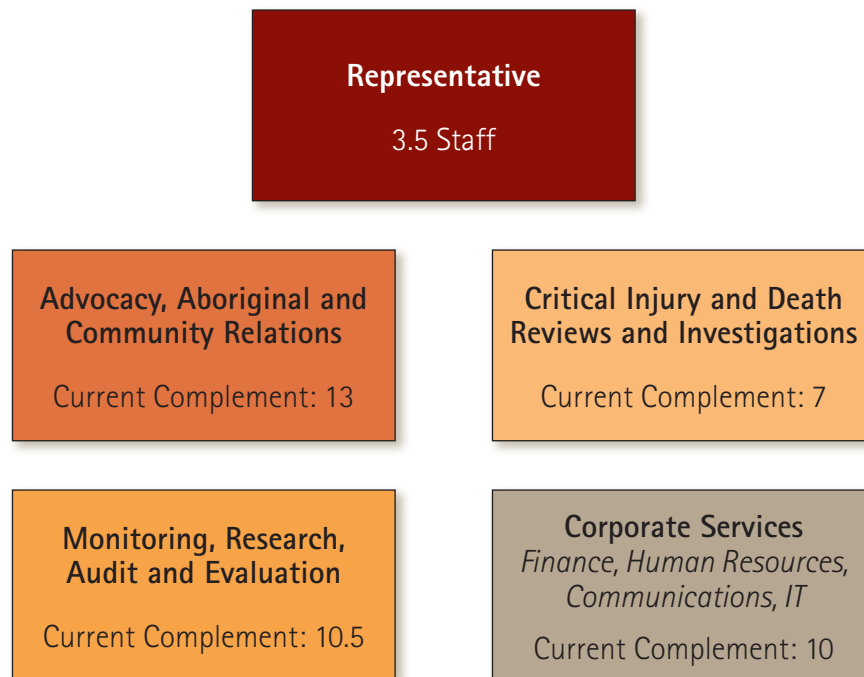 Representative
3.5 Staff
Advocacy, Aboriginal and
Community Relations
Current Complement: 13
Critical Injury and Death
Reviews and Investigations
Current Complement: 7
Monitoring, Research,
Audit and Evaluation
Current Complement: 10.5
Corporate Services
Finance, Human Resources,
Communications, IT
Current Complement: 10